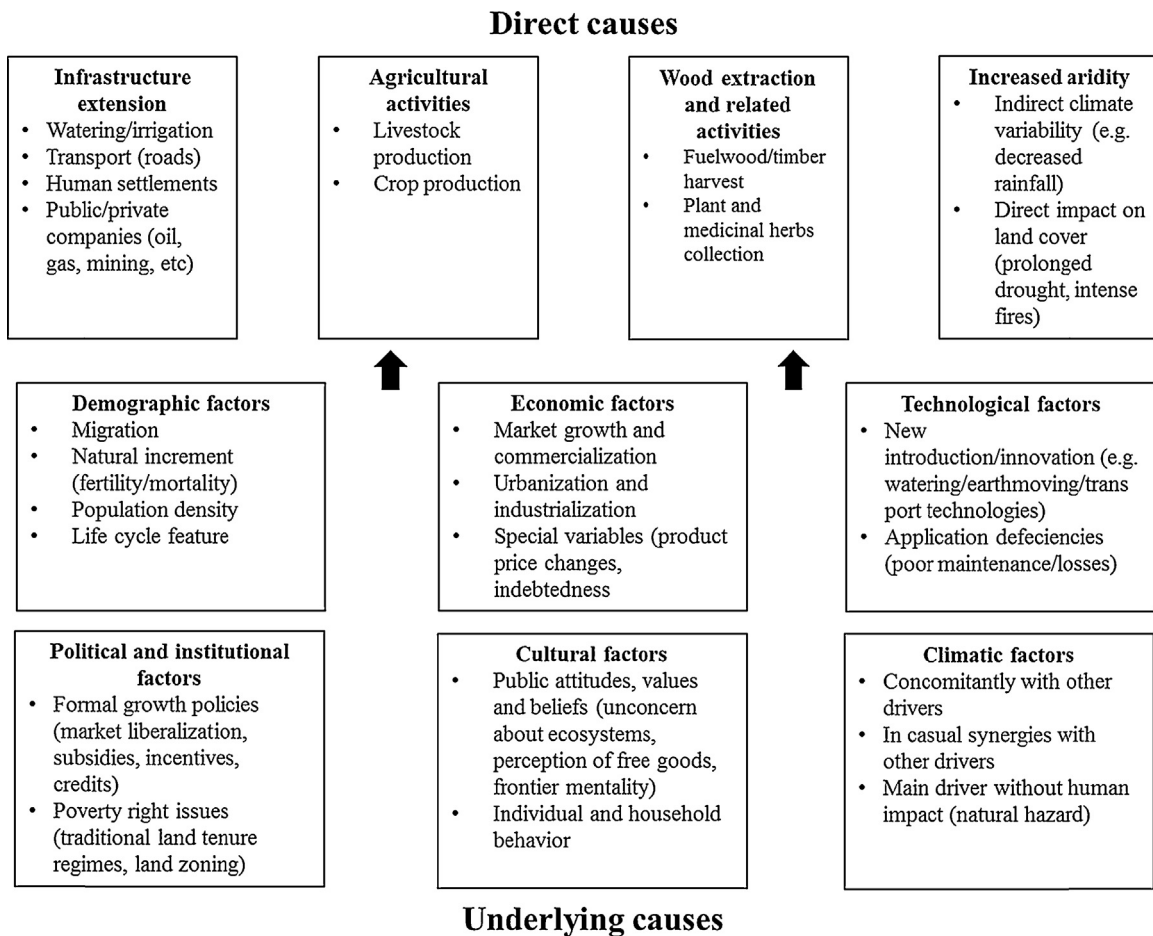 Direct causes
Infrastructure
extension
• Watering/irrigation
• Transport (roads)
• Human settlements
• Public/private
companies (oil,
gas, mining, etc)
Agricultural
activities
• Livestock
production
• Crop production
Wood extraction
and related
activities
• Fuelwood/timber
harvest
• Plant and
medicinal herbs
collection
Increased aridity
• Indirect climate
variability (e.g.
decreased
rainfall)
• Direct impact on
land cover
(prolonged
drought, intense
fires)
Demographic factors
• Migration
• Natural increment
(fertility/mortality)
• Population density
• Life cycle feature
Economic factors
• Market growth and
commercialization
• Urbanization and
industrialization
• Special variables (product
price changes,
indebtedness
Technological factors
• New
introduction/innovation (e.g.
watering/earthmoving/trans
port technologies)
• Application defeciencies
(poor maintenance/losses)
Political and institutional
factors
• Formal growth policies
(market liberalization,
subsidies, incentives,
credits)
• Poverty right issues
(traditional land tenure
regimes, land zoning)
Cultural factors
• Public attitudes, values
and beliefs (unconcern
about ecosystems,
perception of free goods,
frontier mentality)
• Individual and household
behavior
Climatic factors
• Concomitantly with other
drivers
• In casual synergies with
other drivers
• Main driver without human
impact (natural hazard)
Underlying causes